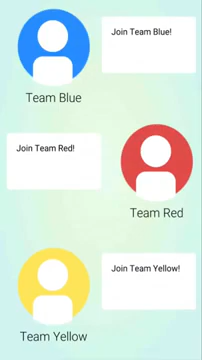 Join Team Blue!
Team Blue
Join Team Red!
Team Red
Join Team Yellow!
Team Yellow